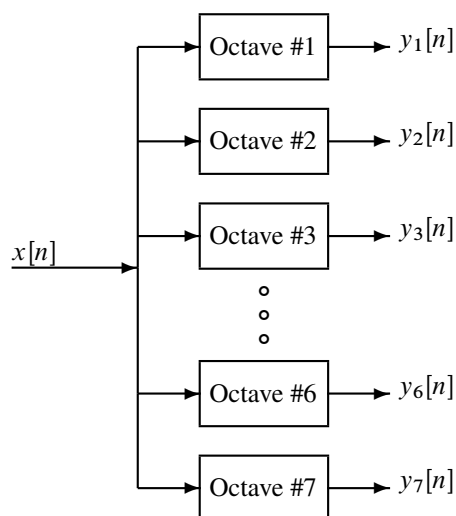 Octave #1 y₁[n]
Octave #2 y₂[n]
Octave #3 y₃[n]
x[n]
Octave #6 y₆[n]
Octave #7 y₇[n]